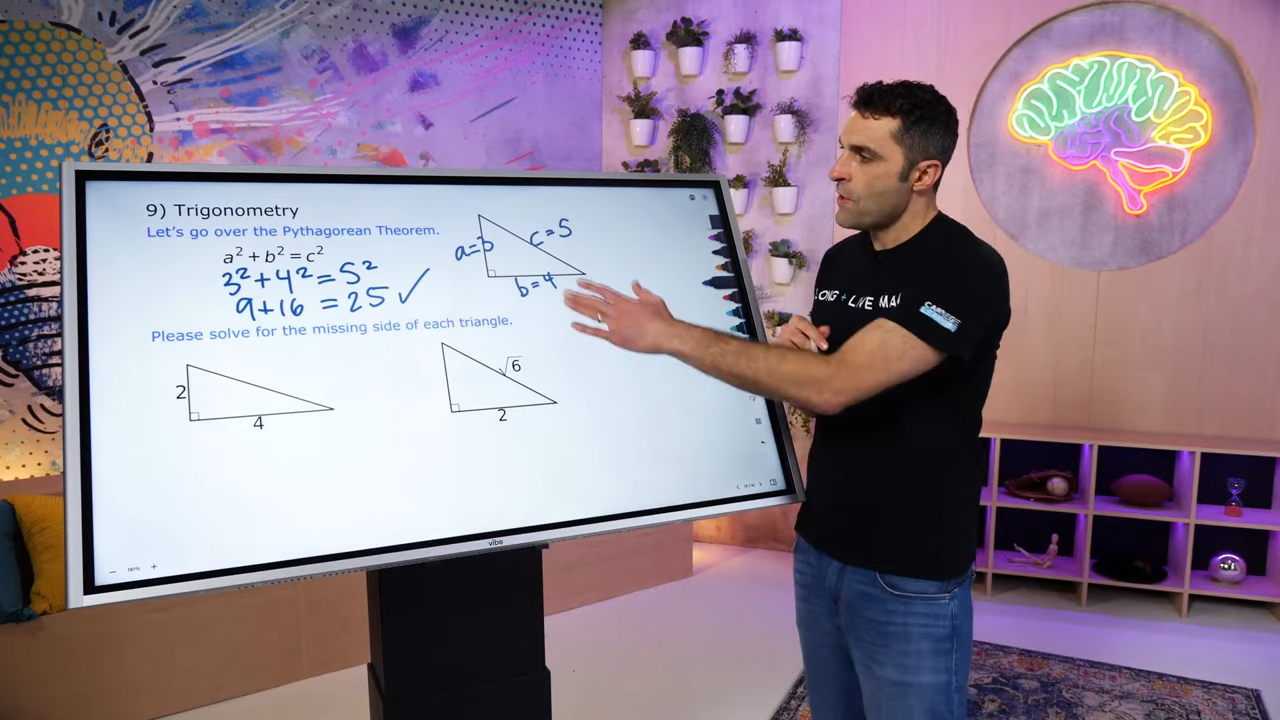 9) Trigonometry
Let's go over the Pythagorean Theorem.
a² + b² = c²
3² + 4² = 5²
9 + 16 = 25 ✓
a = 3
c = 5
b = 4
Please solve for the missing side of each triangle.
2
4
√6
2
vibe
LONG + LIVE MA